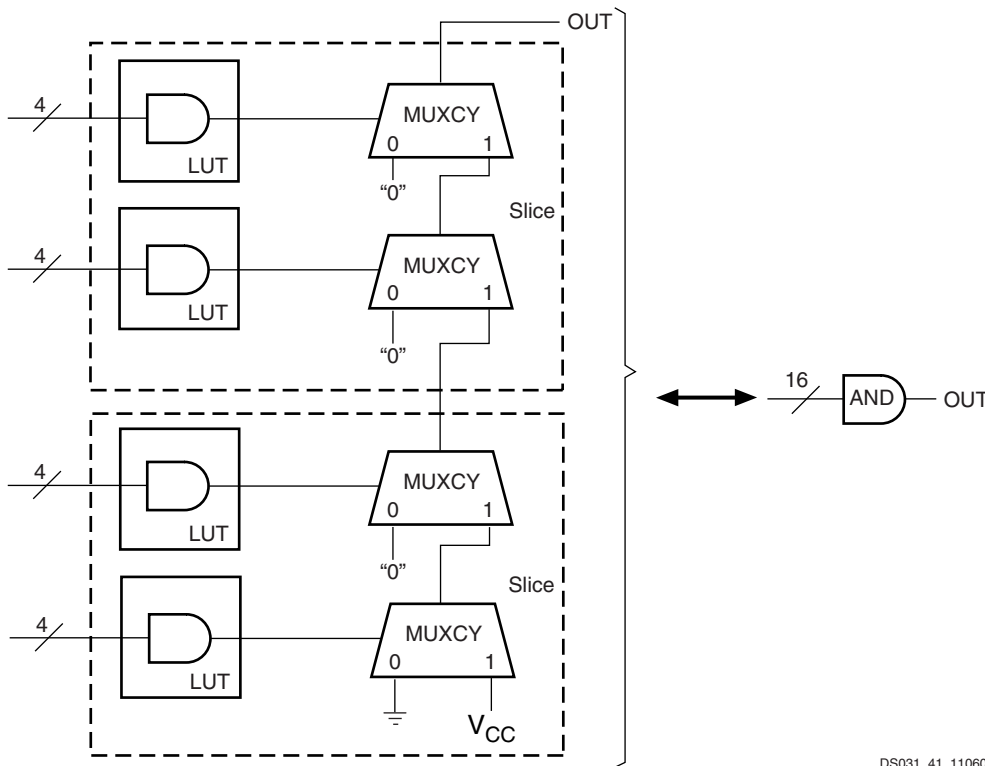 OUT
4
LUT
MUXCY
0 1
“0”
Slice
4
LUT
MUXCY
0 1
“0”
16
AND
OUT
4
LUT
MUXCY
0 1
“0”
Slice
4
LUT
MUXCY
0 1
VCC
DS031_41_11060